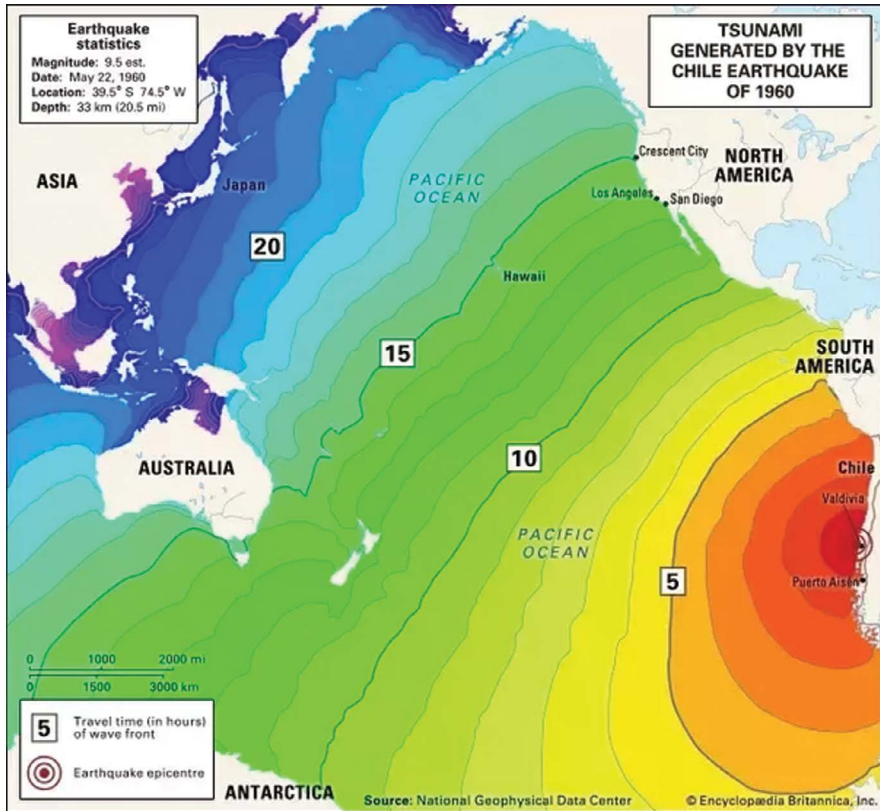 Earthquake
statistics
Magnitude: 9.5 est.
Date: May 22, 1960
Location: 39.5° S 74.5° W
Depth: 33 km (20.5 mi)
TSUNAMI
GENERATED BY THE
CHILE EARTHQUAKE
OF 1960
ASIA
Japan
PACIFIC
OCEAN
Crescent City
NORTH
AMERICA
Los Angeles
San Diego
20
Hawaii
15
SOUTH
AMERICA
10
AUSTRALIA
Chile
Valdivia
PACIFIC
OCEAN
5
Puerto Aisén
0 1000 2000 mi
0 1500 3000 km
5 Travel time (in hours)
of wave front
Earthquake epicentre
ANTARCTICA
Source: National Geophysical Data Center
© Encyclopædia Britannica, Inc.